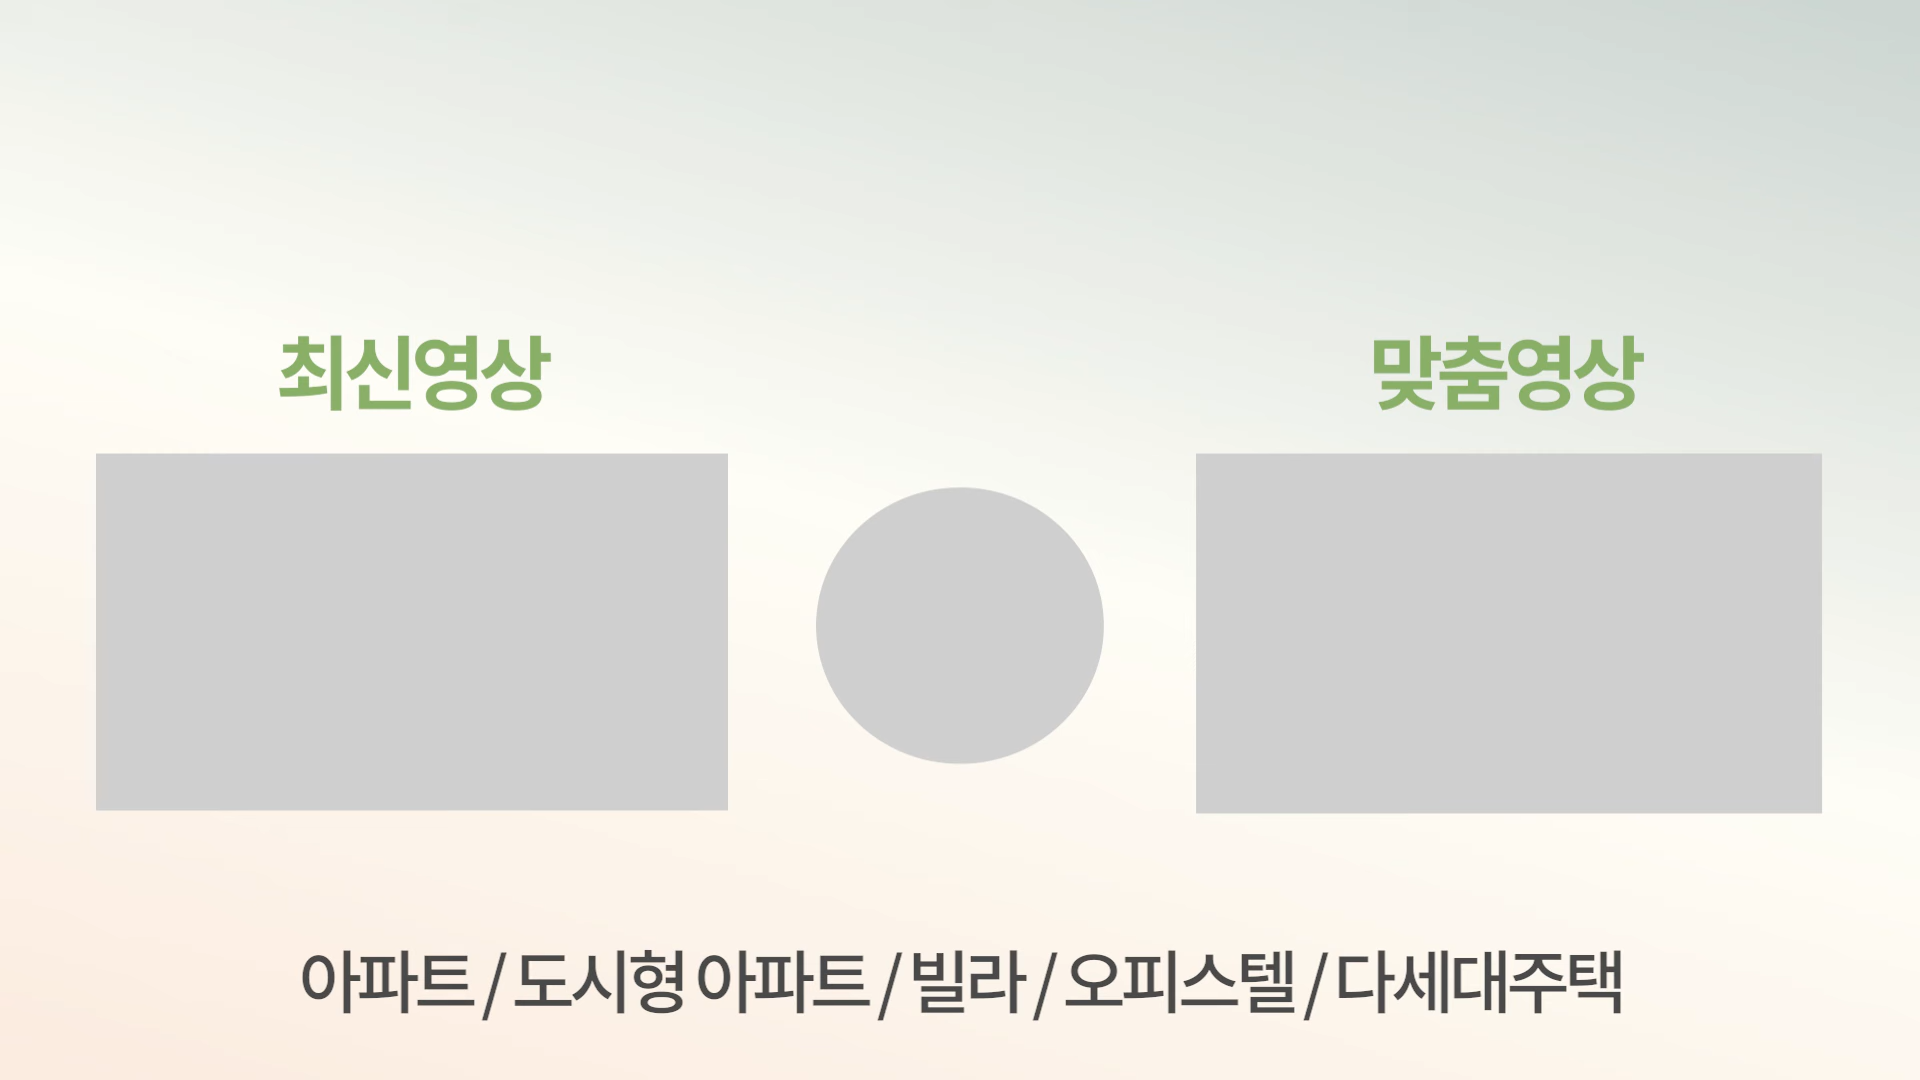 최신영상
맞춤영상
아파트 / 도시형 아파트 / 빌라 / 오피스텔 / 다세대주택